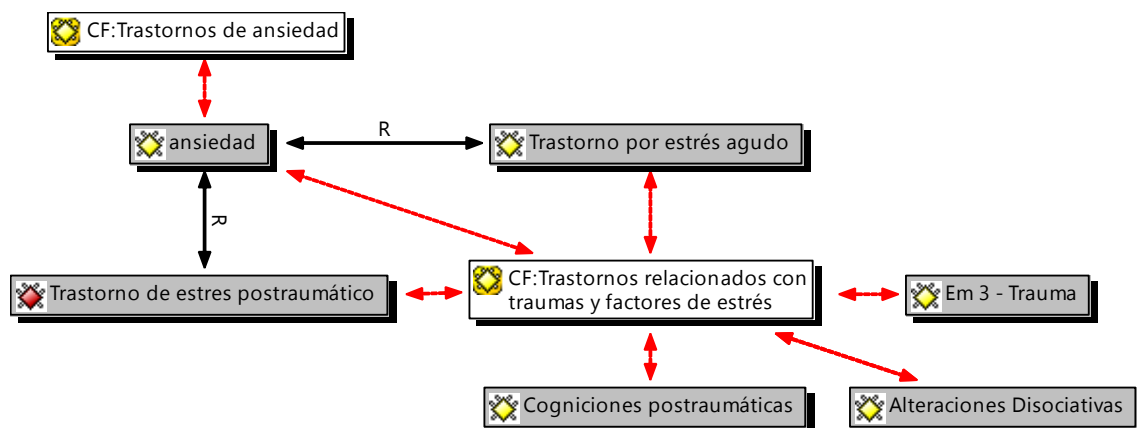 CF:Trastornos de ansiedad
ansiedad
R
Trastorno por estrés agudo
R
Trastorno de estres postraumático
CF:Trastornos relacionados con
traumas y factores de estrés
Em 3 - Trauma
Cogniciones postraumáticas
Alteraciones Disociativas